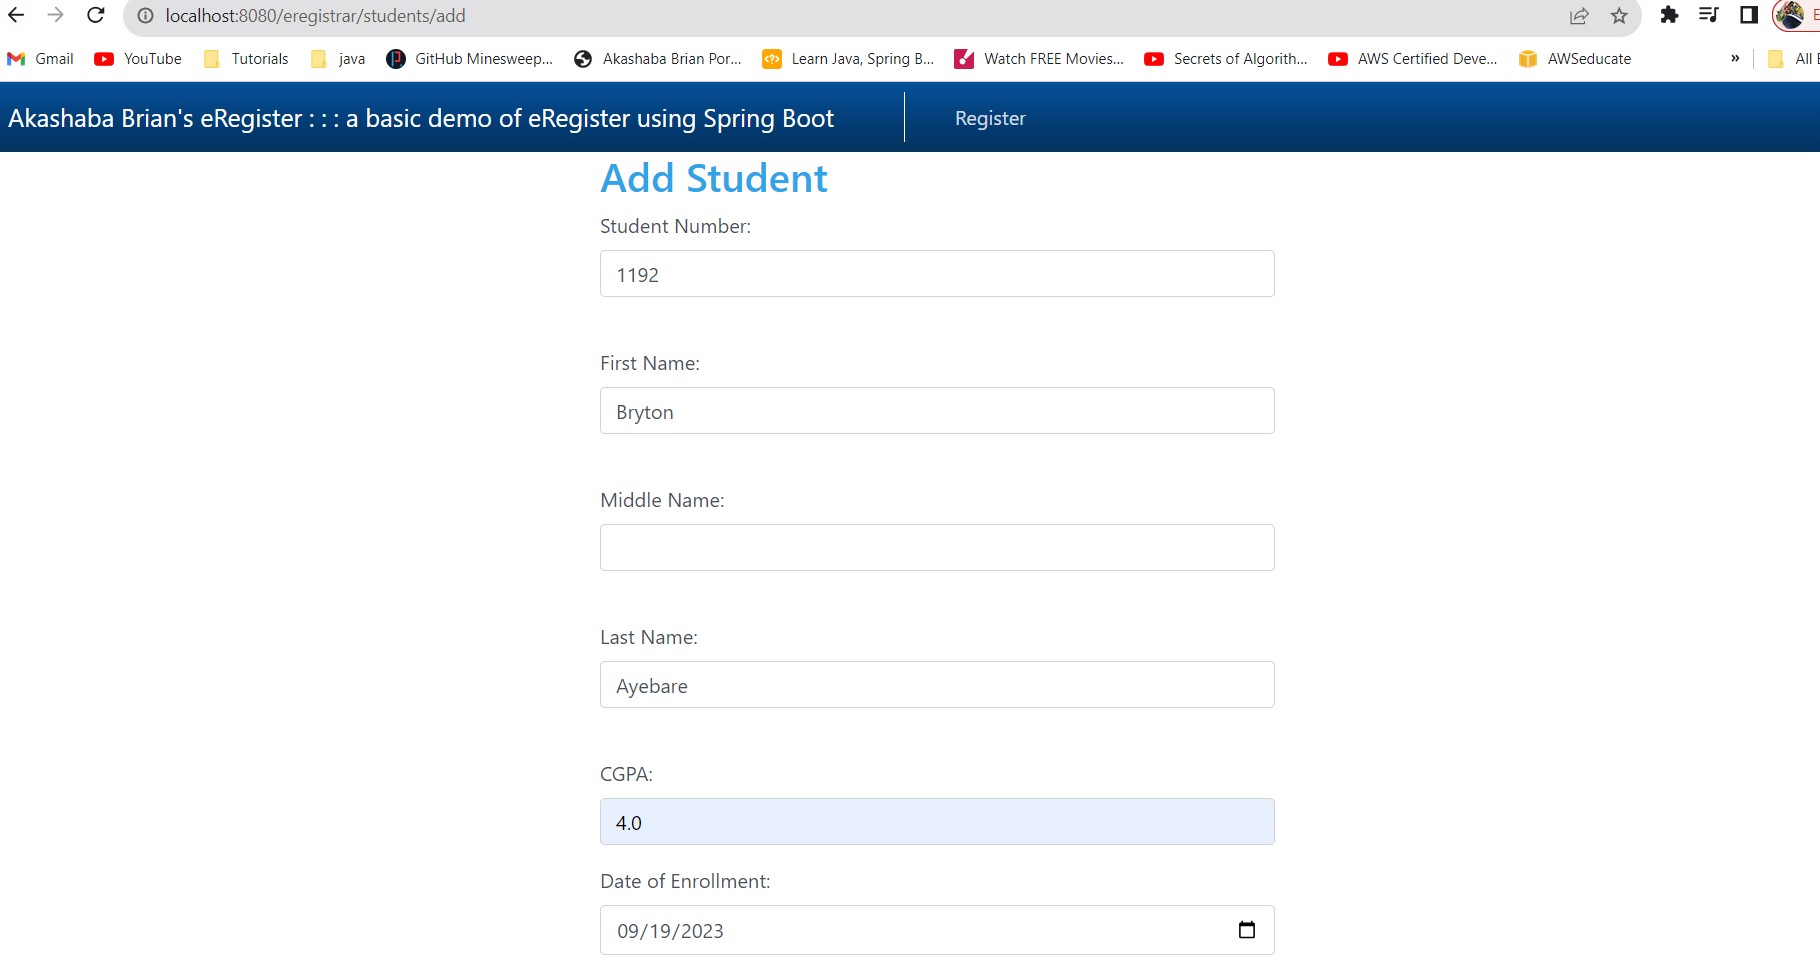 localhost:8080/eregistrar/students/add
Gmail YouTube Tutorials java GitHub Minesweep... Akashaba Brian Por... Learn Java, Spring B... Watch FREE Movies... Secrets of Algorith... AWS Certified Deve... AWSeducate » All
Akashaba Brian's eRegister : : : a basic demo of eRegister using Spring Boot Register
Add Student
Student Number:
1192
First Name:
Bryton
Middle Name:
Last Name:
Ayebare
CGPA:
4.0
Date of Enrollment:
09/19/2023